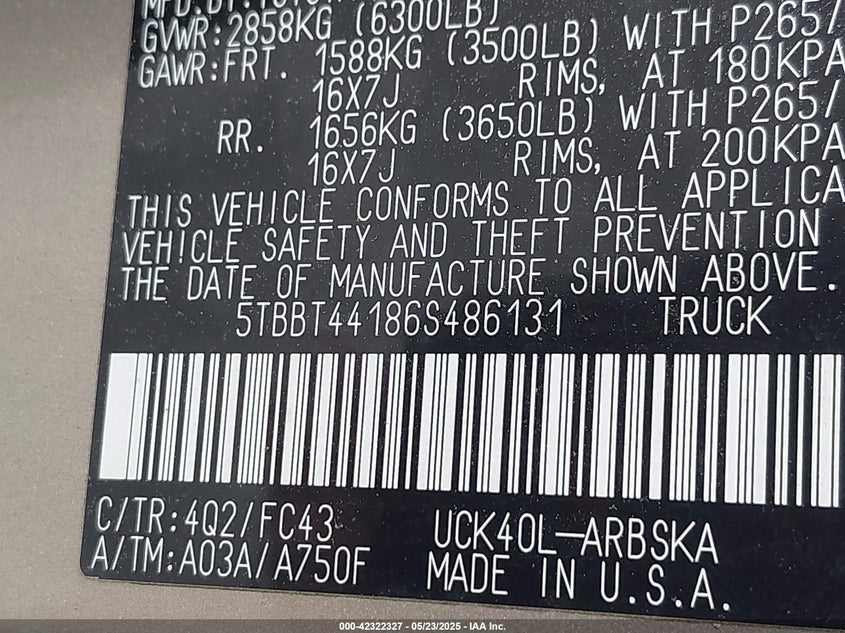 GVWR:2858KG (6300LB)
GAWR:FRT. 1588KG (3500LB) WITH P265/
16X7J RIMS, AT 180KPA
RR. 1656KG (3650LB) WITH P265/
16X7J RIMS, AT 200KPA
THIS VEHICLE CONFORMS TO ALL APPLICA
VEHICLE SAFETY AND THEFT PREVENTION
THE DATE OF MANUFACTURE SHOWN ABOVE.
5TBBT44186S486131 TRUCK
C/TR:4Q2/FC43 UCK40L-ARBSKA
A/TM:A03A/A750F MADE IN U.S.A.
000-42322327 - 05/23/2025 - IAA Inc.